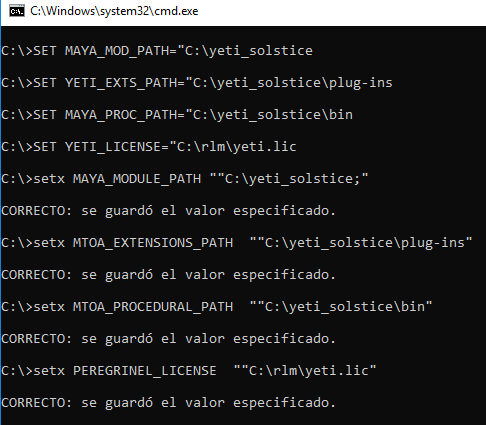 C:\Windows\system32\cmd.exe
C:\>SET MAYA_MOD_PATH="C:\yeti_solstice
C:\>SET YETI_EXTS_PATH="C:\yeti_solstice\plug-ins
C:\>SET MAYA_PROC_PATH="C:\yeti_solstice\bin
C:\>SET YETI_LICENSE="C:\rlm\yeti.lic
C:\>setx MAYA_MODULE_PATH ""C:\yeti_solstice;"
CORRECTO: se guardó el valor especificado.
C:\>setx MTOA_EXTENSIONS_PATH  ""C:\yeti_solstice\plug-ins"
CORRECTO: se guardó el valor especificado.
C:\>setx MTOA_PROCEDURAL_PATH  ""C:\yeti_solstice\bin"
CORRECTO: se guardó el valor especificado.
C:\>setx PEREGRINEL_LICENSE  ""C:\rlm\yeti.lic"
CORRECTO: se guardó el valor especificado.